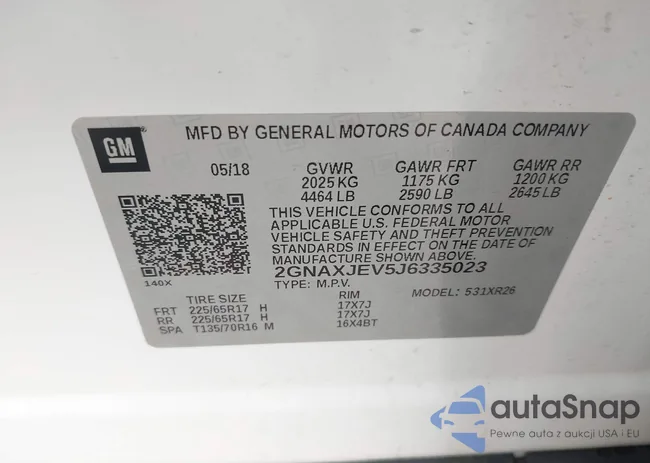 GM
MFD BY GENERAL MOTORS OF CANADA COMPANY
05/18 GVWR GAWR FRT GAWR RR
2025 KG 1175 KG 1200 KG
4464 LB 2590 LB 2645 LB
THIS VEHICLE CONFORMS TO ALL
APPLICABLE U.S. FEDERAL MOTOR
VEHICLE SAFETY AND THEFT PREVENTION
STANDARDS IN EFFECT ON THE DATE OF
MANUFACTURE SHOWN ABOVE.
2GNAXJEV5J6335023
140X TYPE: M.P.V. MODEL: 531XR26
TIRE SIZE RIM
FRT 225/65R17 H 17X7J
RR 225/65R17 H 17X7J
SPA T135/70R16 M 16X4BT
autaSnap
Pewne auta z aukcji USA i EU